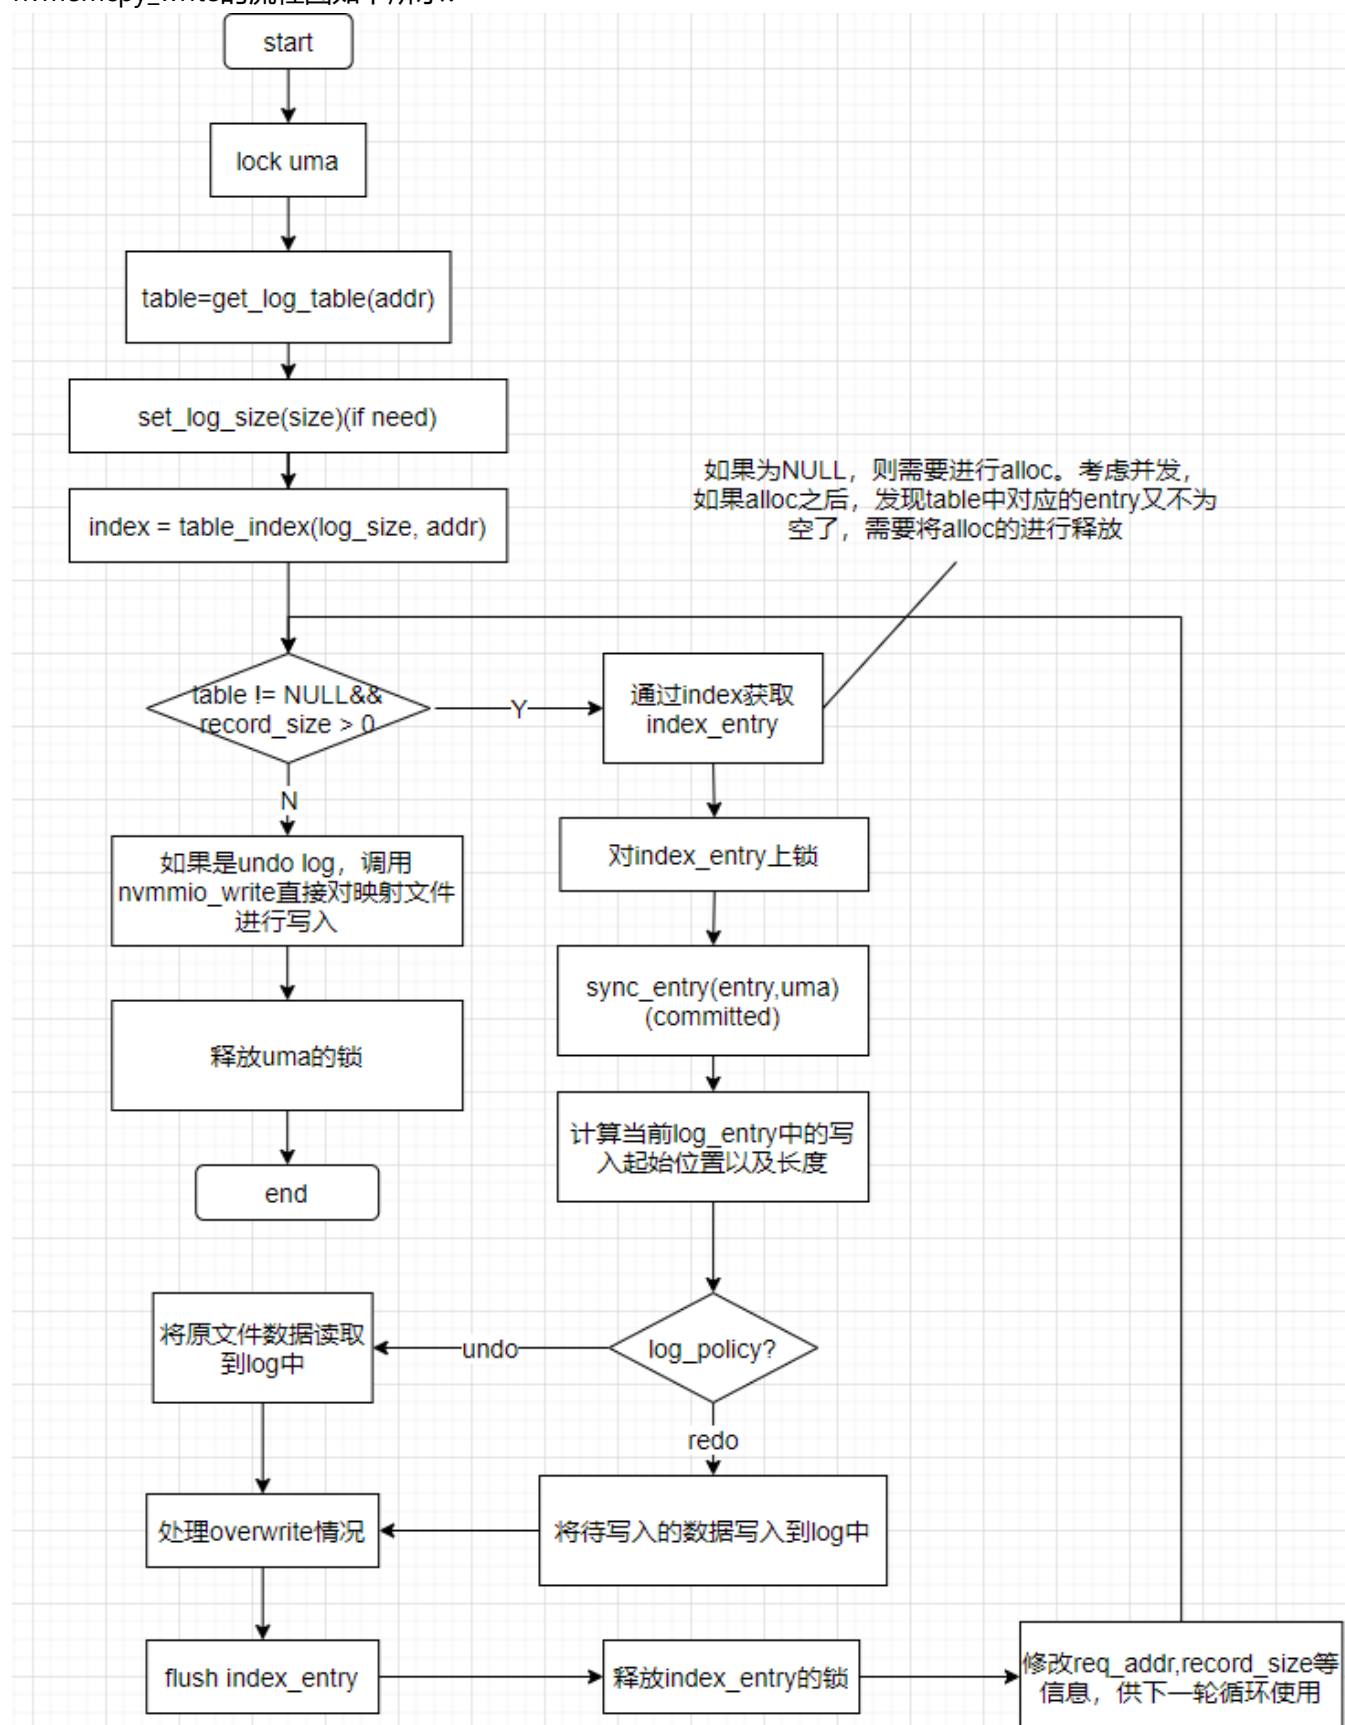 start
lock uma
table=get_log_table(addr)
set_log_size(size)(if need)
index = table_index(log_size, addr)
如果为NULL，则需要进行alloc。考虑并发，
如果alloc之后，发现table中对应的entry又不为
空了，需要将alloc的进行释放
table != NULL&&
record_size > 0
Y
通过index获取
index_entry
N
如果是undo log，调用
nvmmio_write直接对映射文件
进行写入
对index_entry上锁
释放uma的锁
sync_entry(entry,uma)
(committed)
计算当前log_entry中的写
入起始位置以及长度
end
log_policy?
undo
将原文件数据读取
到log中
redo
将待写入的数据写入到log中
处理overwrite情况
flush index_entry
释放index_entry的锁
修改req_addr,record_size等
信息，供下一轮循环使用